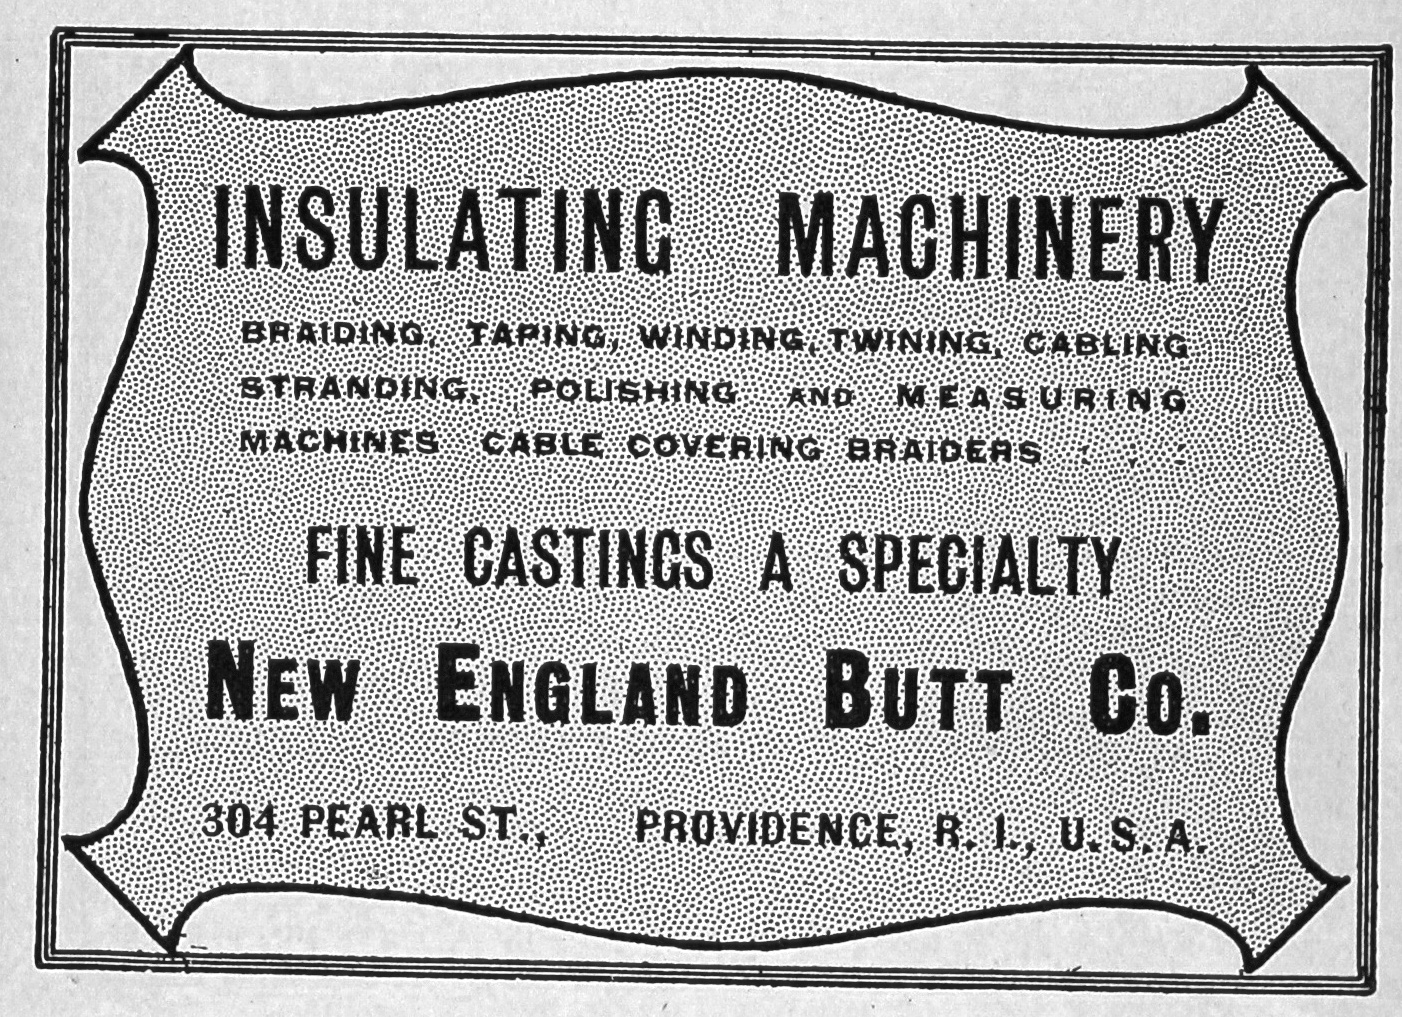 INSULATING MACHINERY
BRAIDING, TAPING, WINDING, TWINING, CABLING
STRANDING, POLISHING AND MEASURING
MACHINES CABLE COVERING BRAIDERS
FINE CASTINGS A SPECIALTY
NEW ENGLAND BUTT CO.
304 PEARL ST., PROVIDENCE, R. I., U. S. A.